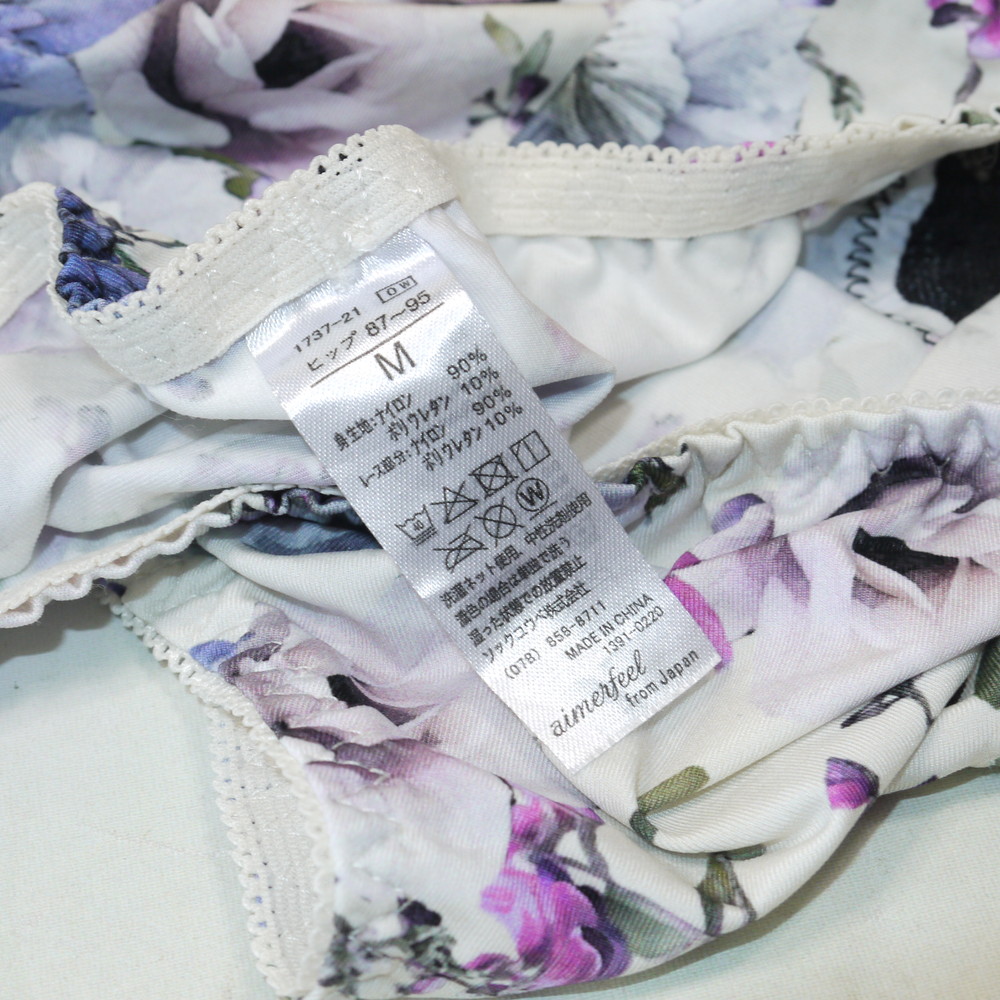 1737-21 OW
ヒップ 87~95
M
身生地:ナイロン 90%
ポリウレタン 10%
レース部分:ナイロン 90%
ポリウレタン 10%
40
W
洗濯ネット使用、中性洗剤使用
濃色の場合は単独で洗う
湿った状態での放置禁止
ソックコウベ株式会社
(078) 858-8711
MADE IN CHINA
1391-0220
aimerfeel
from Japan